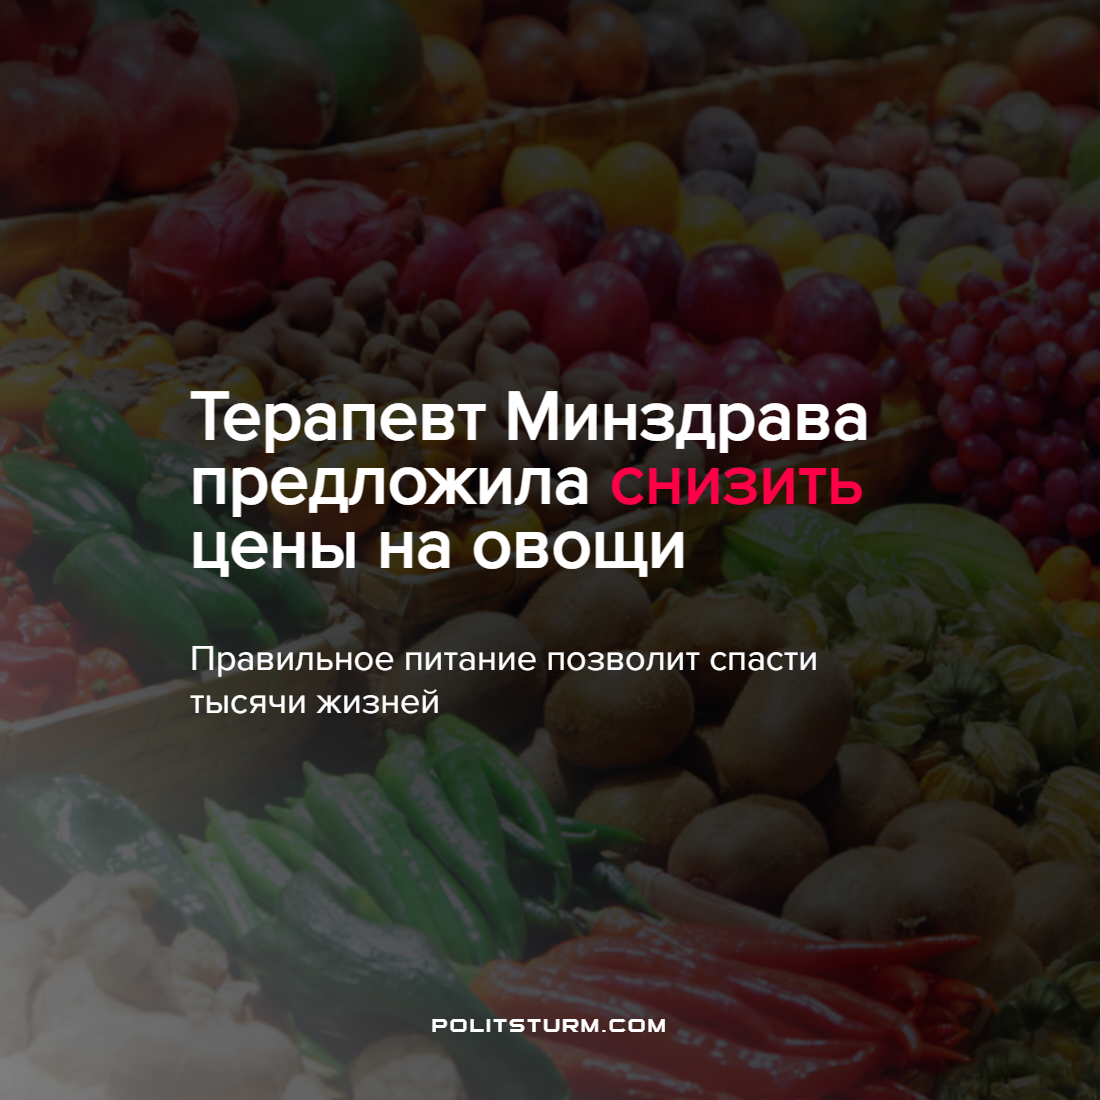 Терапевт Минздрава
предложила снизить
цены на овощи
Правильное питание позволит спасти
тысячи жизней
POLITSTURM.COM